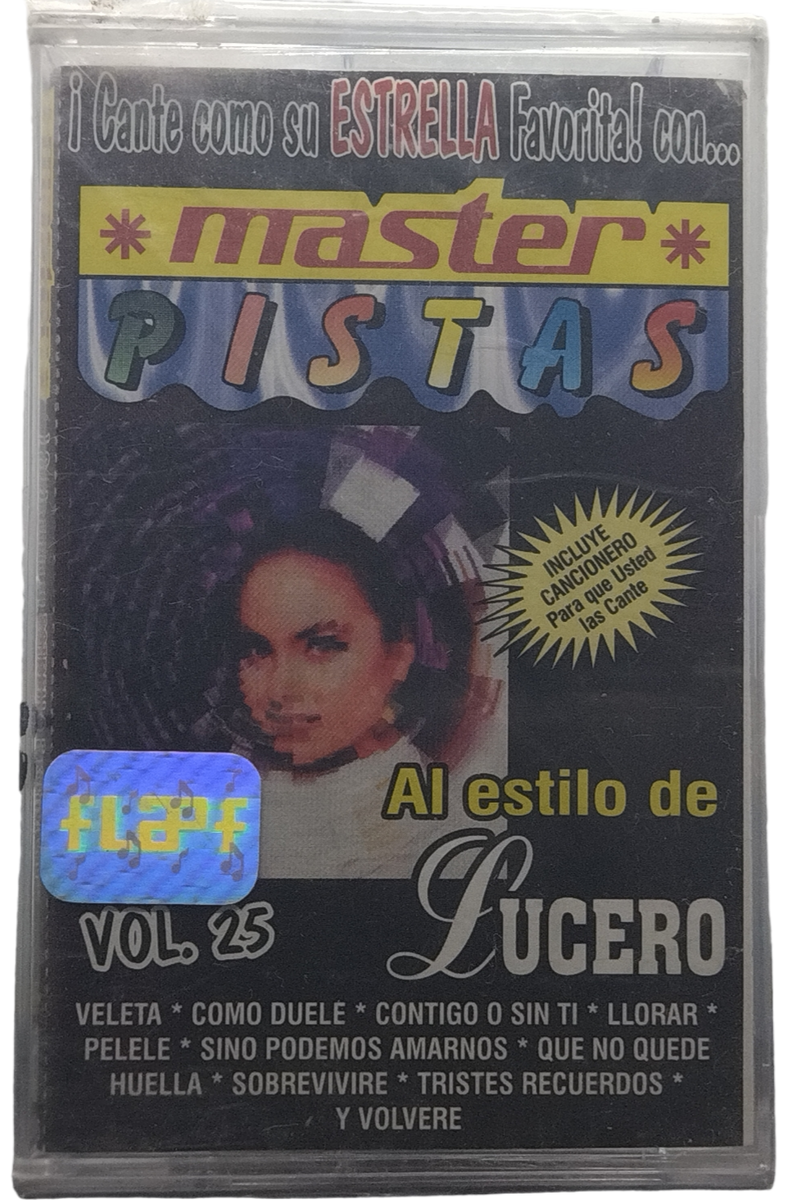 ¡Cante como su ESTRELLA Favorita! con...
* master *
PISTAS
INCLUYE
CANCIONERO
Para que Usted
las Cante
Al estilo de
LUCERO
FLAPF
VOL. 25
VELETA * COMO DUELE * CONTIGO O SIN TI * LLORAR *
PELELE * SINO PODEMOS AMARNOS * QUE NO QUEDE
HUELLA * SOBREVIVIRE * TRISTES RECUERDOS *
Y VOLVERE